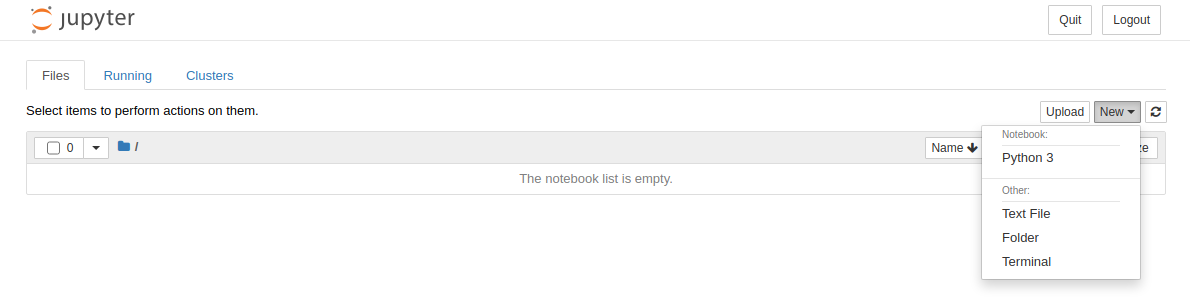 jupyter
Quit
Logout
Files
Running
Clusters
Select items to perform actions on them.
Upload
New
0
/
Name
ze
The notebook list is empty.
Notebook:
Python 3
Other:
Text File
Folder
Terminal